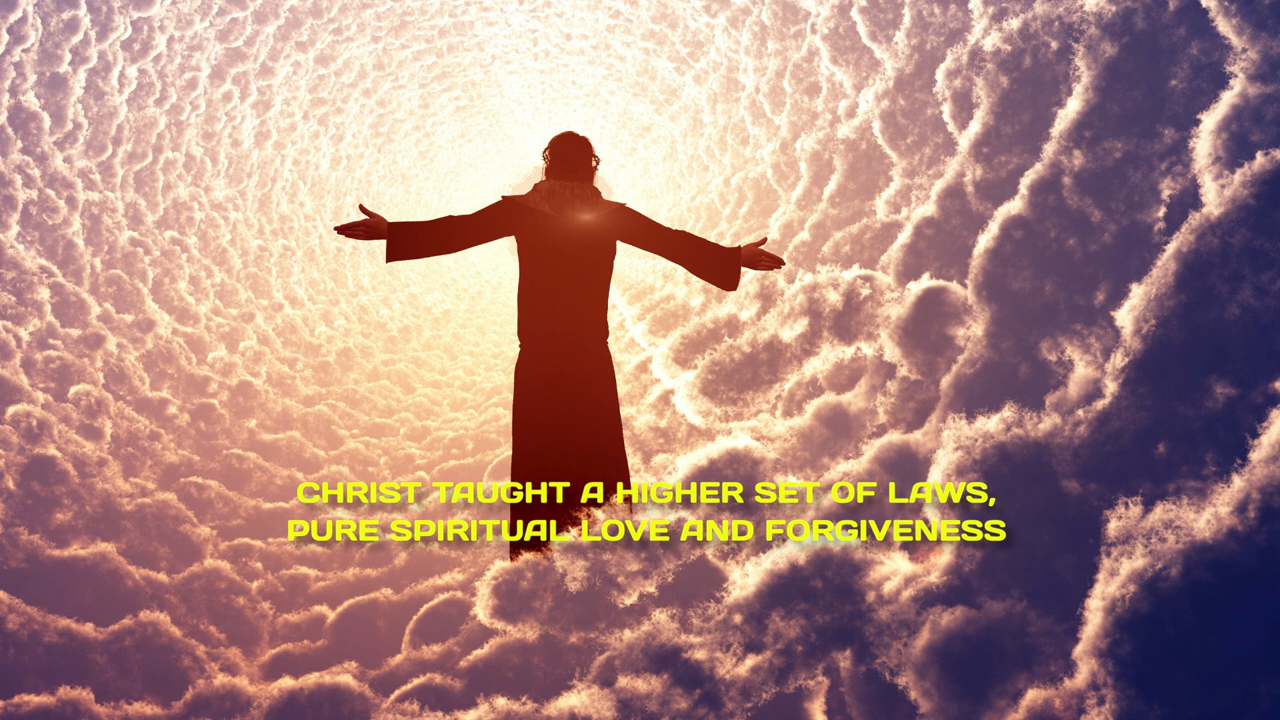 CHRIST TAUGHT A HIGHER SET OF LAWS,
PURE SPIRITUAL LOVE AND FORGIVENESS